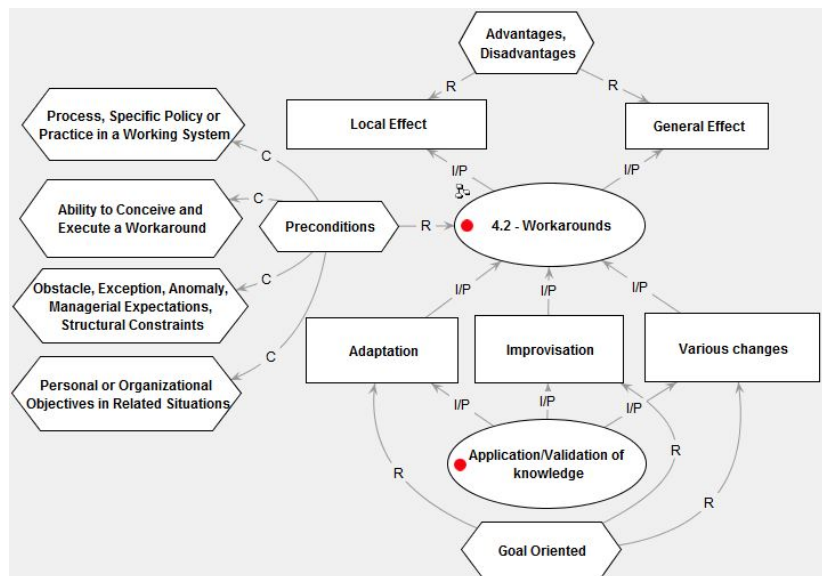 Advantages,
Disadvantages
R
R
Local Effect
General Effect
Process, Specific Policy or
Practice in a Working System
C
I/P
I/P
Ability to Conceive and
Execute a Workaround
C
Preconditions
R
4.2 - Workarounds
Obstacle, Exception, Anomaly,
Managerial Expectations,
Structural Constraints
C
I/P
I/P
I/P
Adaptation
Improvisation
Various changes
C
Personal or Organizational
Objectives in Related Situations
I/P
I/P
I/P
Application/Validation of
knowledge
R
R
R
Goal Oriented